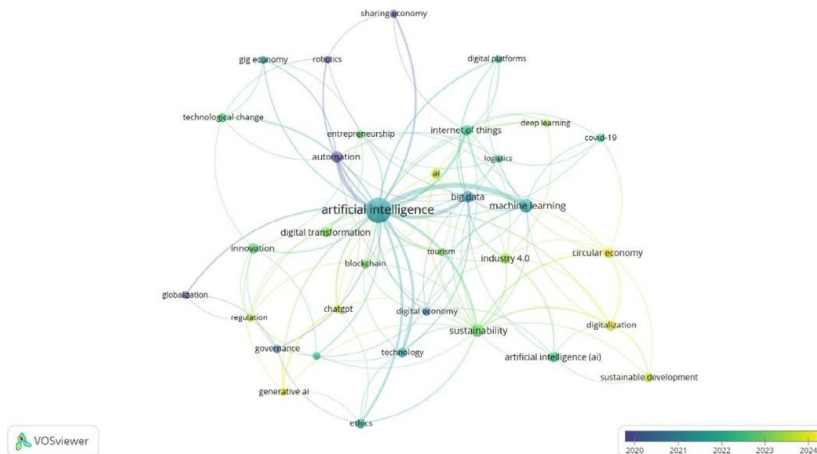 sharing economy
gig economy
robotics
digital platforms
technological change
entrepreneurship
internet of things
deep learning
covid-19
automation
logistics
ai
big data
artificial intelligence
machine learning
digital transformation
innovation
tourism
blockchain
industry 4.0
circular economy
globalization
regulation
chatgpt
digital economy
sustainability
digitalization
governance
technology
artificial intelligence (ai)
sustainable development
generative ai
ethics
VOSviewer
2020 2021 2022 2023 2024